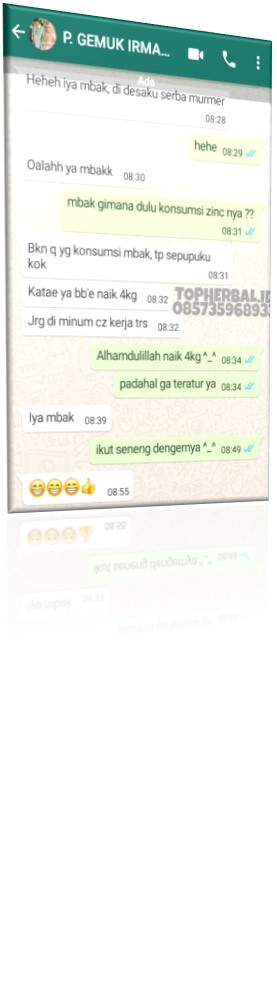 P. GEMUK IRMA...
Heheh iya mbak, di desaku serba murmer
08:28
hehe 08:29
Oalahh ya mbakk 08:30
mbak gimana dulu konsumsi zinc nya ??
08:31
Bkn q yg konsumsi mbak, tp sepupuku
kok
08:31
Katae ya bb'e naik 4kg 08:32
TOPHERBAL.ID
085735968933
Jrg di minum cz kerja trs 08:32
Alhamdulillah naik 4kg ^_^ 08:34
padahal ga teratur ya 08:34
Iya mbak 08:39
ikut seneng dengernya ^_^ 08:49
😁😁😁👍 08:55